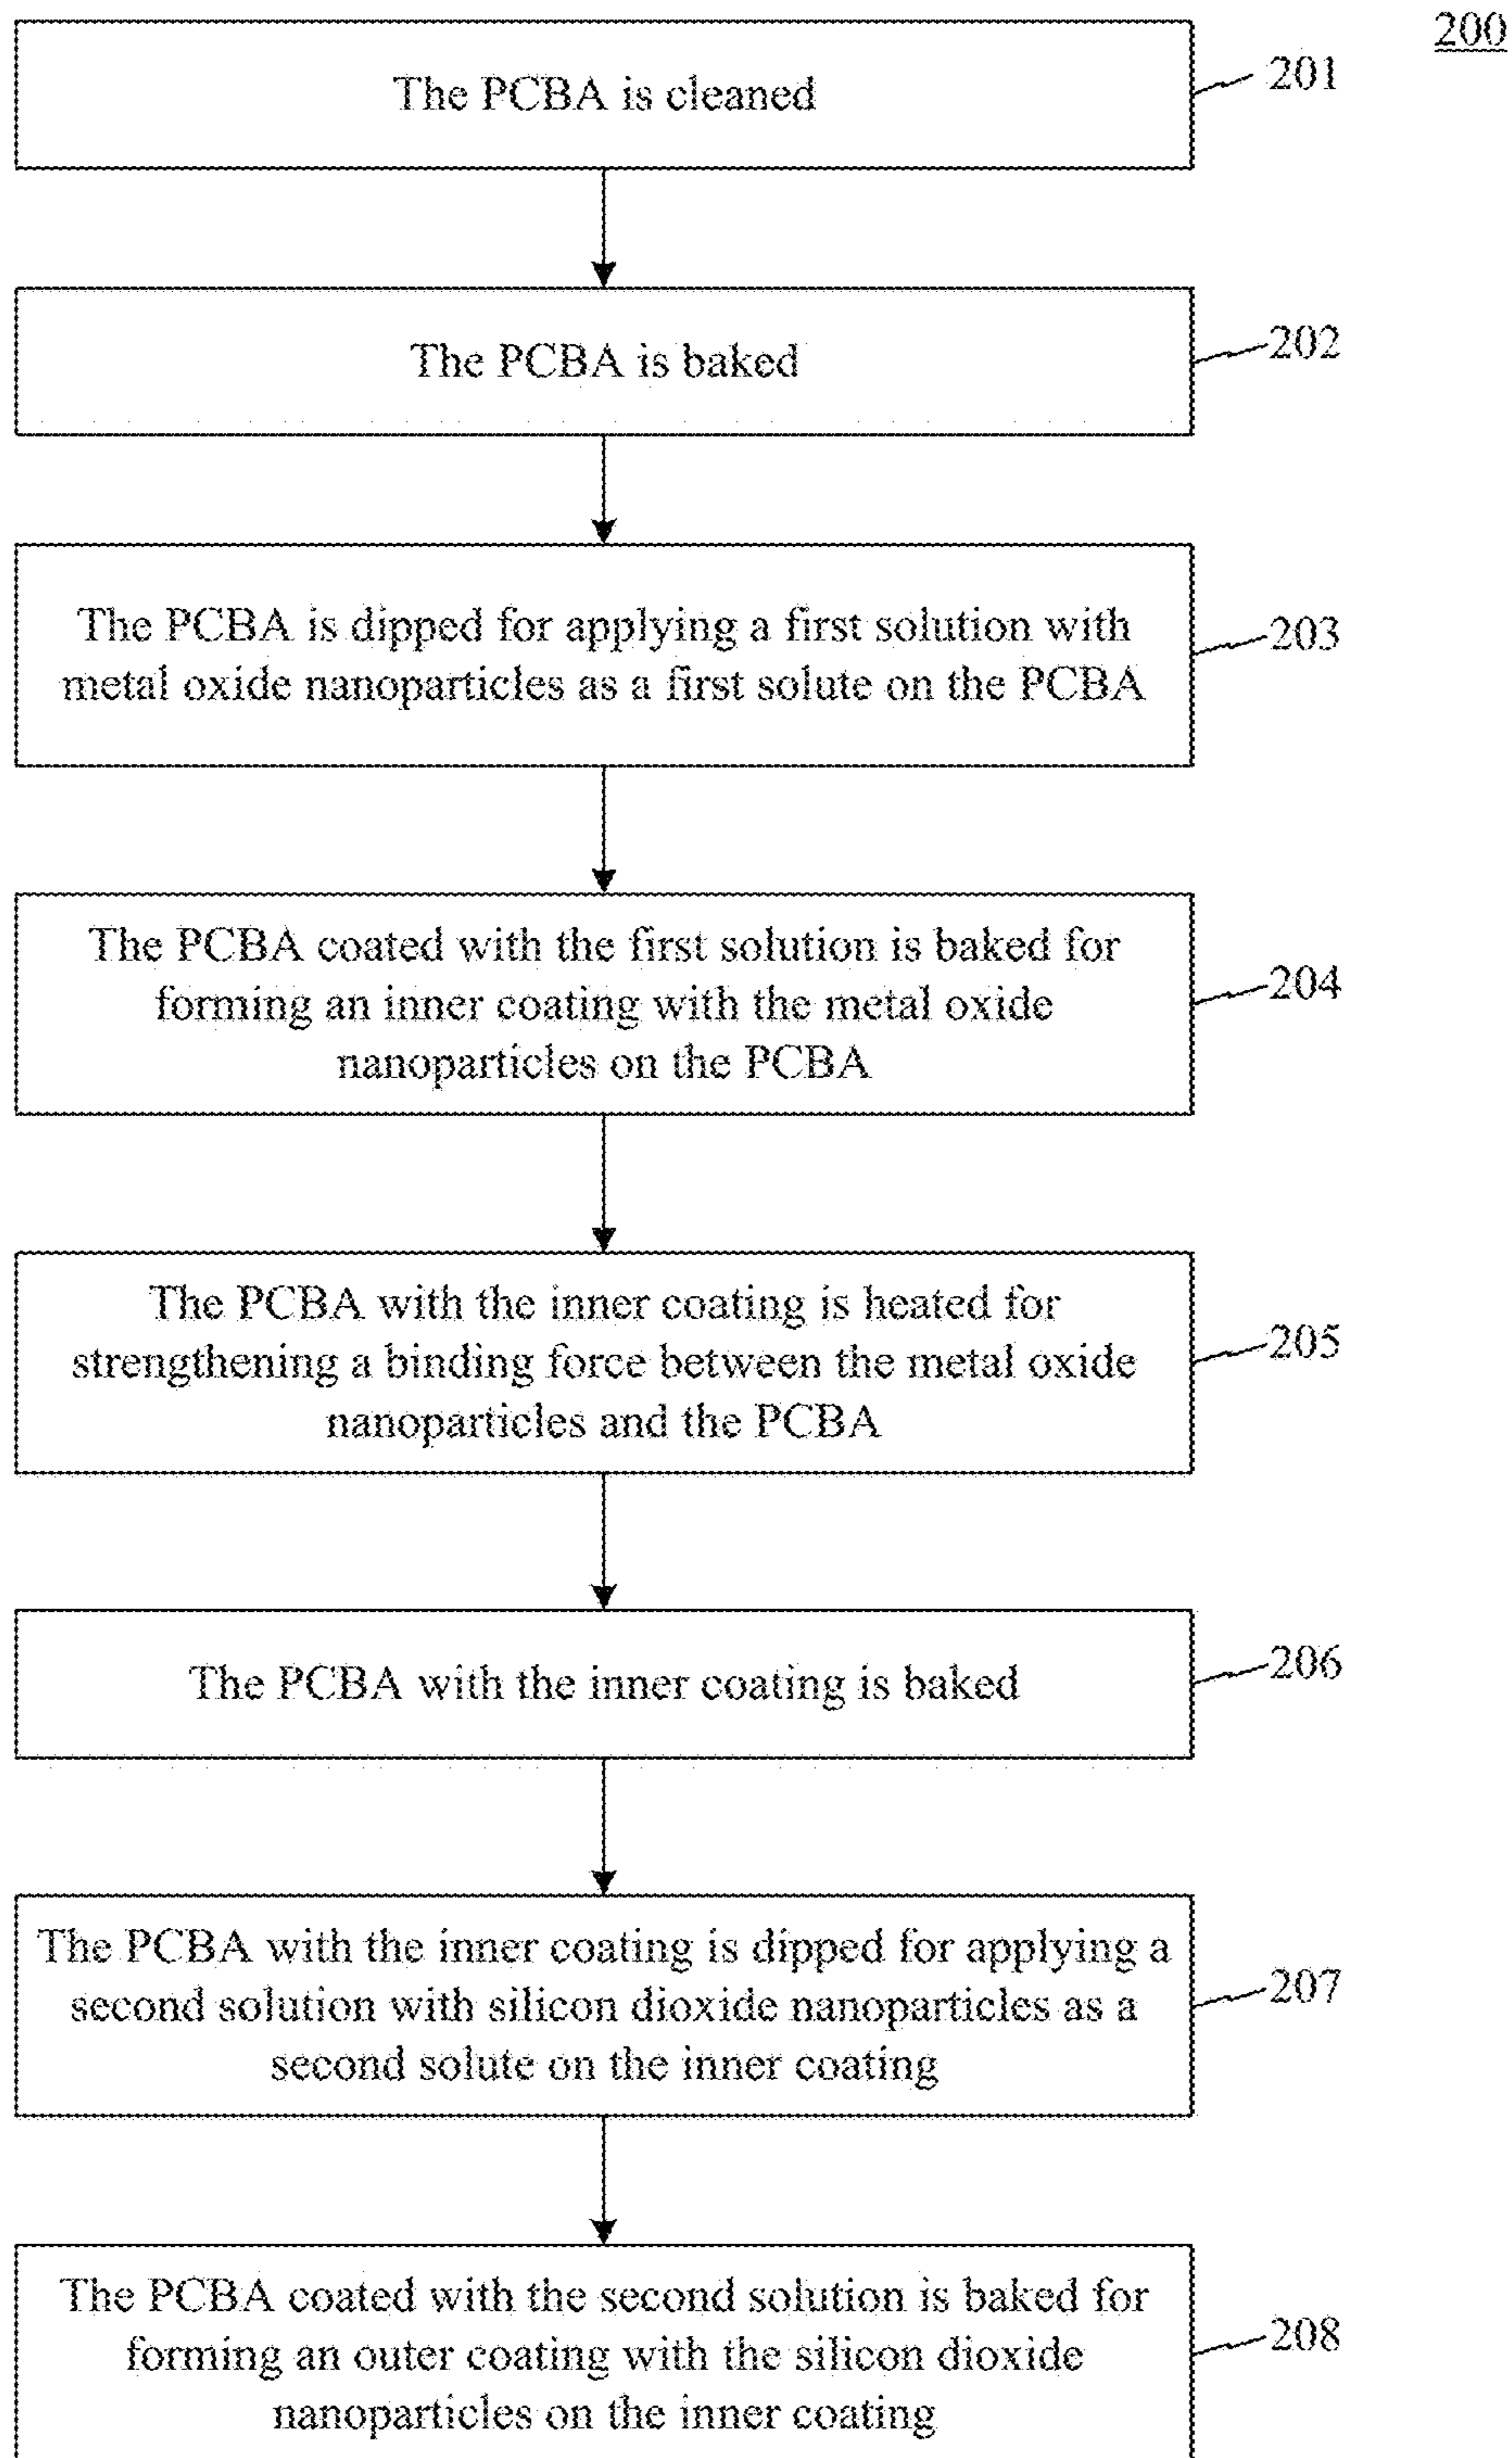 200
The PCBA is cleaned
201
The PCBA is baked
202
The PCBA is dipped for applying a first solution with
metal oxide nanoparticles as a first solute on the PCBA
203
The PCBA coated with the first solution is baked for
forming an inner coating with the metal oxide
nanoparticles on the PCBA
204
The PCBA with the inner coating is heated for
strengthening a binding force between the metal oxide
nanoparticles and the PCBA
205
The PCBA with the inner coating is baked
206
The PCBA with the inner coating is dipped for applying a
second solution with silicon dioxide nanoparticles as a
second solute on the inner coating
207
The PCBA coated with the second solution is baked for
forming an outer coating with the silicon dioxide
nanoparticles on the inner coating
208